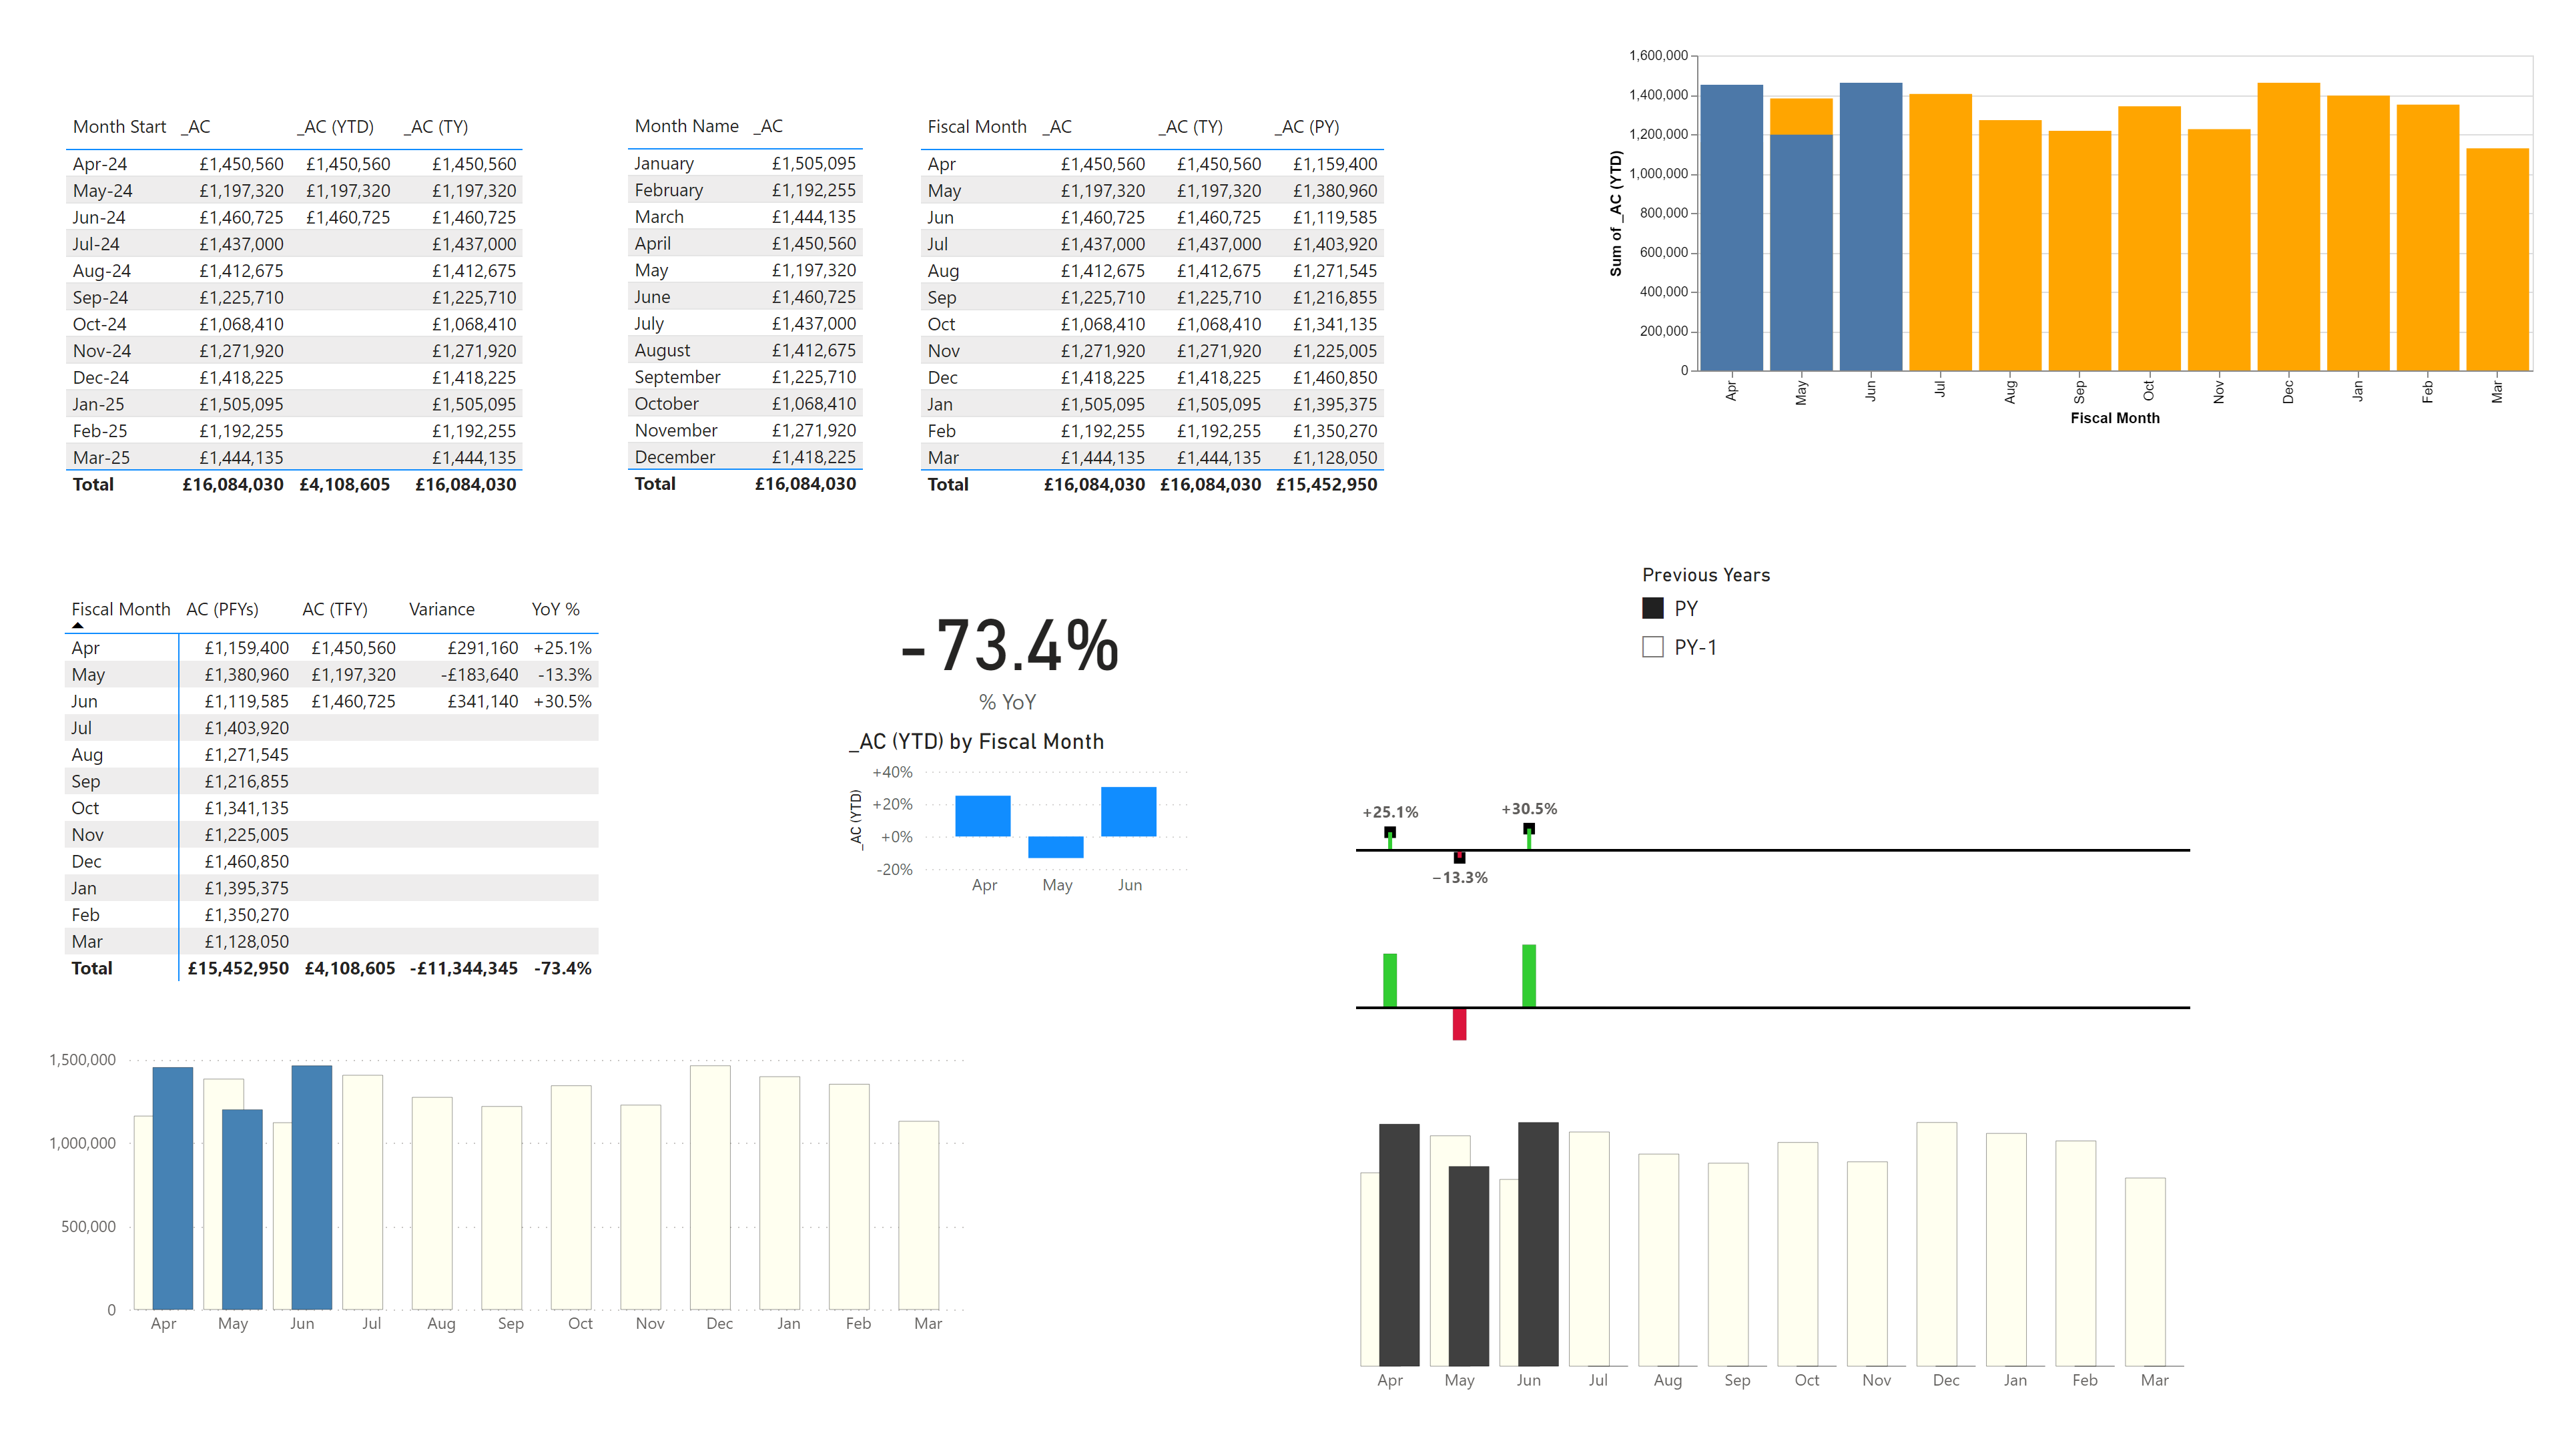 Month Start _AC _AC (YTD) _AC (TY)
Apr-24 £1,450,560 £1,450,560 £1,450,560
May-24 £1,197,320 £1,197,320 £1,197,320
Jun-24 £1,460,725 £1,460,725 £1,460,725
Jul-24 £1,437,000 £1,437,000
Aug-24 £1,412,675 £1,412,675
Sep-24 £1,225,710 £1,225,710
Oct-24 £1,068,410 £1,068,410
Nov-24 £1,271,920 £1,271,920
Dec-24 £1,418,225 £1,418,225
Jan-25 £1,505,095 £1,505,095
Feb-25 £1,192,255 £1,192,255
Mar-25 £1,444,135 £1,444,135
Total £16,084,030 £4,108,605 £16,084,030
Month Name _AC
January £1,505,095
February £1,192,255
March £1,444,135
April £1,450,560
May £1,197,320
June £1,460,725
July £1,437,000
August £1,412,675
September £1,225,710
October £1,068,410
November £1,271,920
December £1,418,225
Total £16,084,030
Fiscal Month _AC _AC (TY) _AC (PY)
Apr £1,450,560 £1,450,560 £1,159,400
May £1,197,320 £1,197,320 £1,380,960
Jun £1,460,725 £1,460,725 £1,119,585
Jul £1,437,000 £1,437,000 £1,403,920
Aug £1,412,675 £1,412,675 £1,271,545
Sep £1,225,710 £1,225,710 £1,216,855
Oct £1,068,410 £1,068,410 £1,341,135
Nov £1,271,920 £1,271,920 £1,225,005
Dec £1,418,225 £1,418,225 £1,460,850
Jan £1,505,095 £1,505,095 £1,395,375
Feb £1,192,255 £1,192,255 £1,350,270
Mar £1,444,135 £1,444,135 £1,128,050
Total £16,084,030 £16,084,030 £15,452,950
Sum of _AC (YTD)
1,600,000
1,400,000
1,200,000
1,000,000
800,000
600,000
400,000
200,000
0
Apr May Jun Jul Aug Sep Oct Nov Dec Jan Feb Mar
Fiscal Month
Fiscal Month AC (PFYs) AC (TFY) Variance YoY %
Apr £1,159,400 £1,450,560 £291,160 +25.1%
May £1,380,960 £1,197,320 -£183,640 -13.3%
Jun £1,119,585 £1,460,725 £341,140 +30.5%
Jul £1,403,920
Aug £1,271,545
Sep £1,216,855
Oct £1,341,135
Nov £1,225,005
Dec £1,460,850
Jan £1,395,375
Feb £1,350,270
Mar £1,128,050
Total £15,452,950 £4,108,605 -£11,344,345 -73.4%
-73.4%
% YoY
_AC (YTD) by Fiscal Month
_AC (YTD)
+40%
+20%
+0%
-20%
Apr May Jun
Previous Years
PY
PY-1
+25.1%
+30.5%
−13.3%
1,500,000
1,000,000
500,000
0
Apr May Jun Jul Aug Sep Oct Nov Dec Jan Feb Mar
Apr May Jun Jul Aug Sep Oct Nov Dec Jan Feb Mar